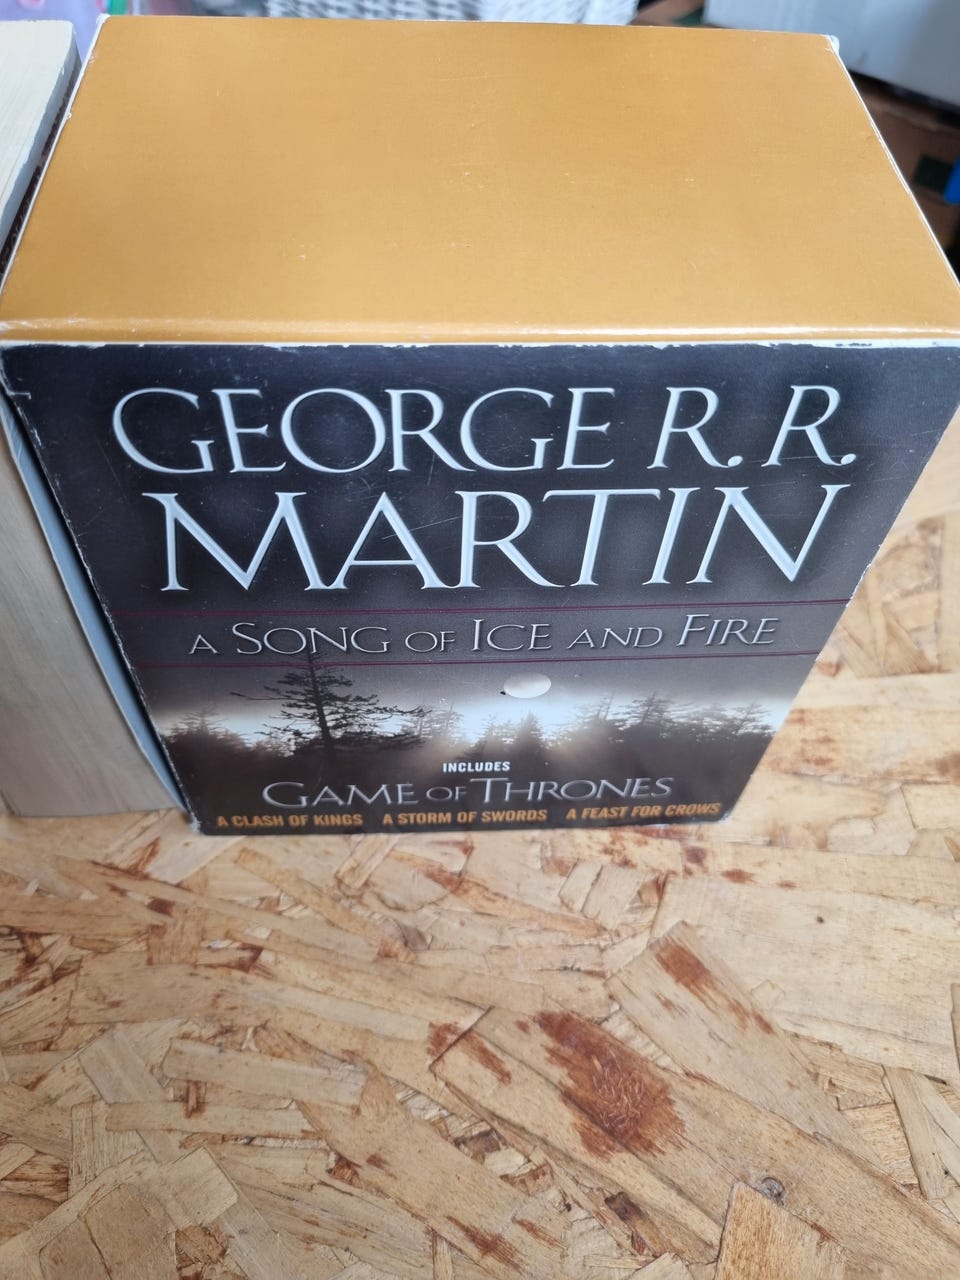 GEORGE R. R.
MARTIN
A SONG OF ICE AND FIRE
INCLUDES
GAME OF THRONES
A CLASH OF KINGS A STORM OF SWORDS A FEAST FOR CROWS